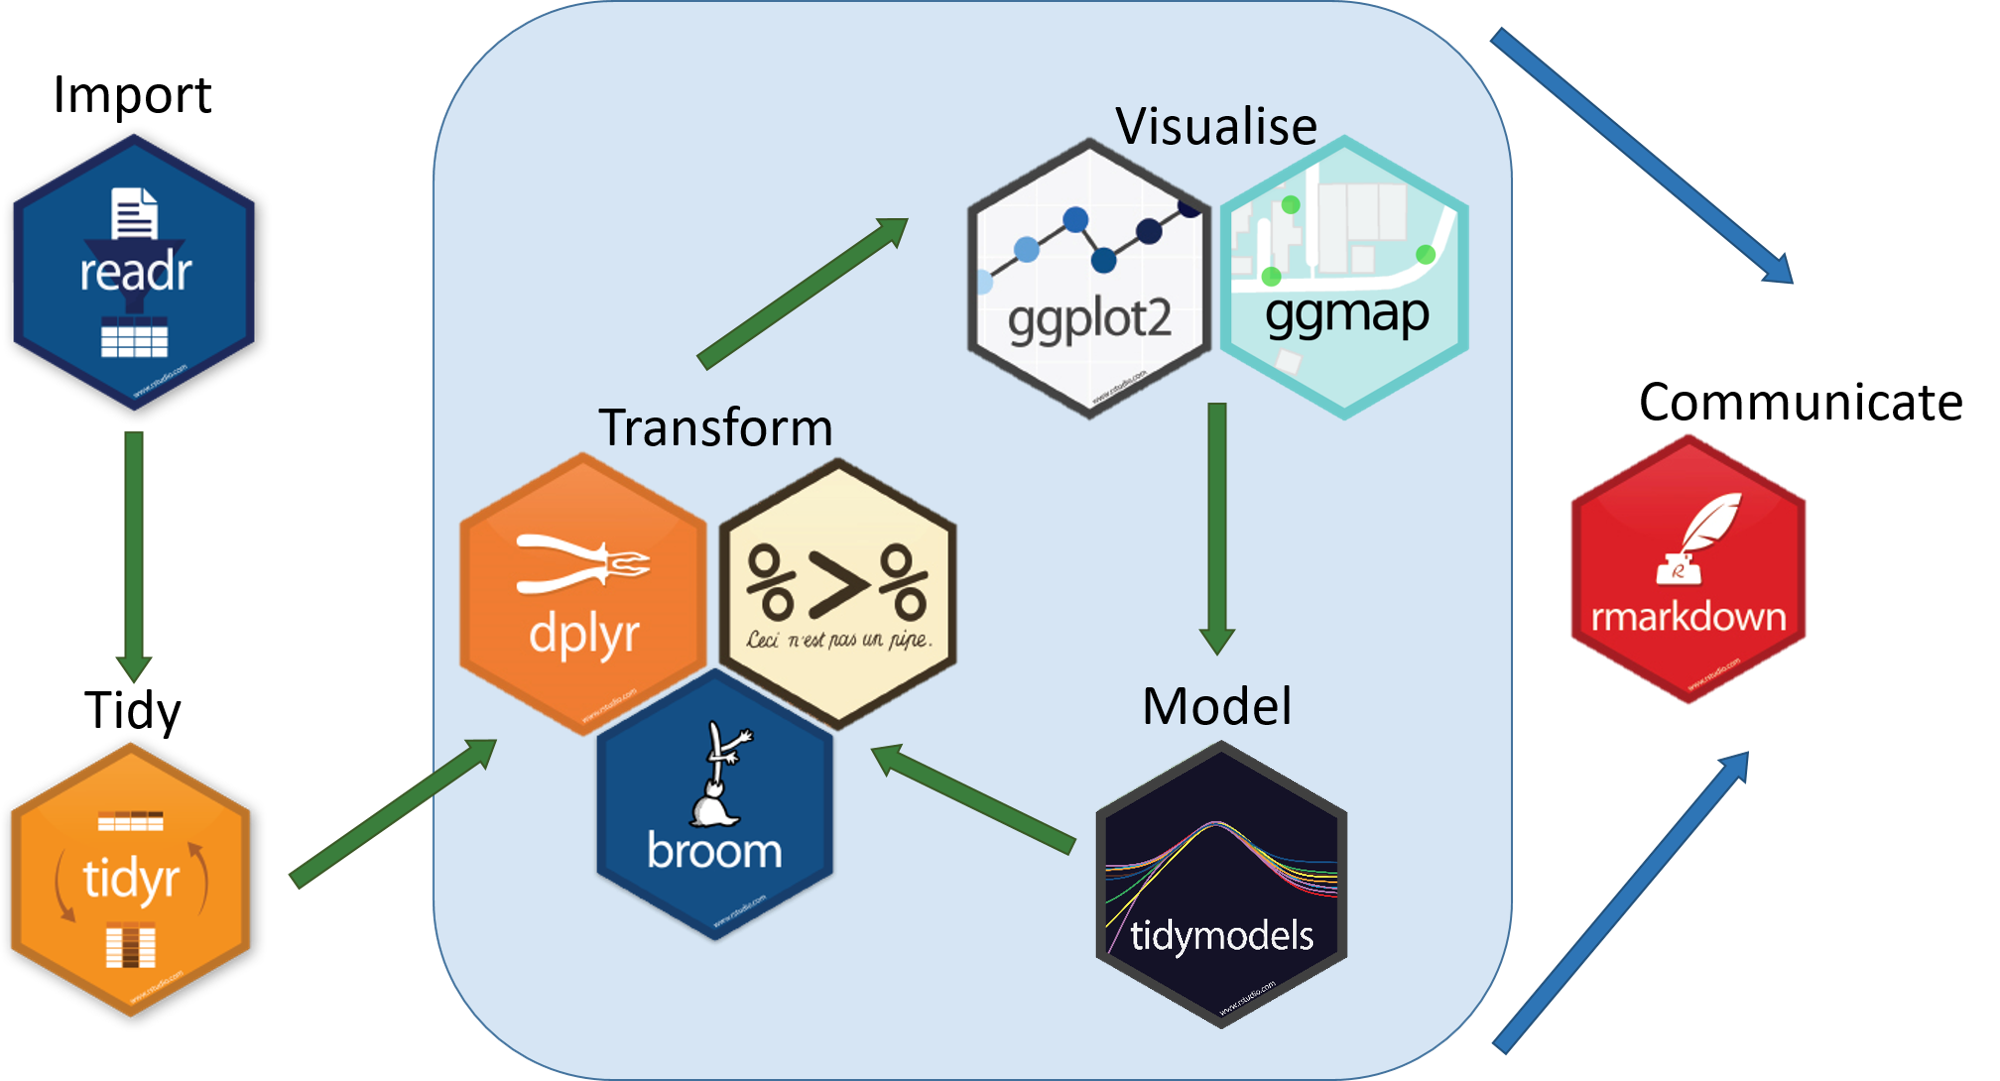 Import
readr
www.rstudio.com
Tidy
tidyr
www.rstudio.com
Transform
dplyr
www.rstudio.com
%>%
Ceci n'est pas un pipe.
broom
www.rstudio.com
Visualise
ggplot2
www.rstudio.com
ggmap
Model
tidymodels
www.rstudio.com
Communicate
R
rmarkdown
www.rstudio.com